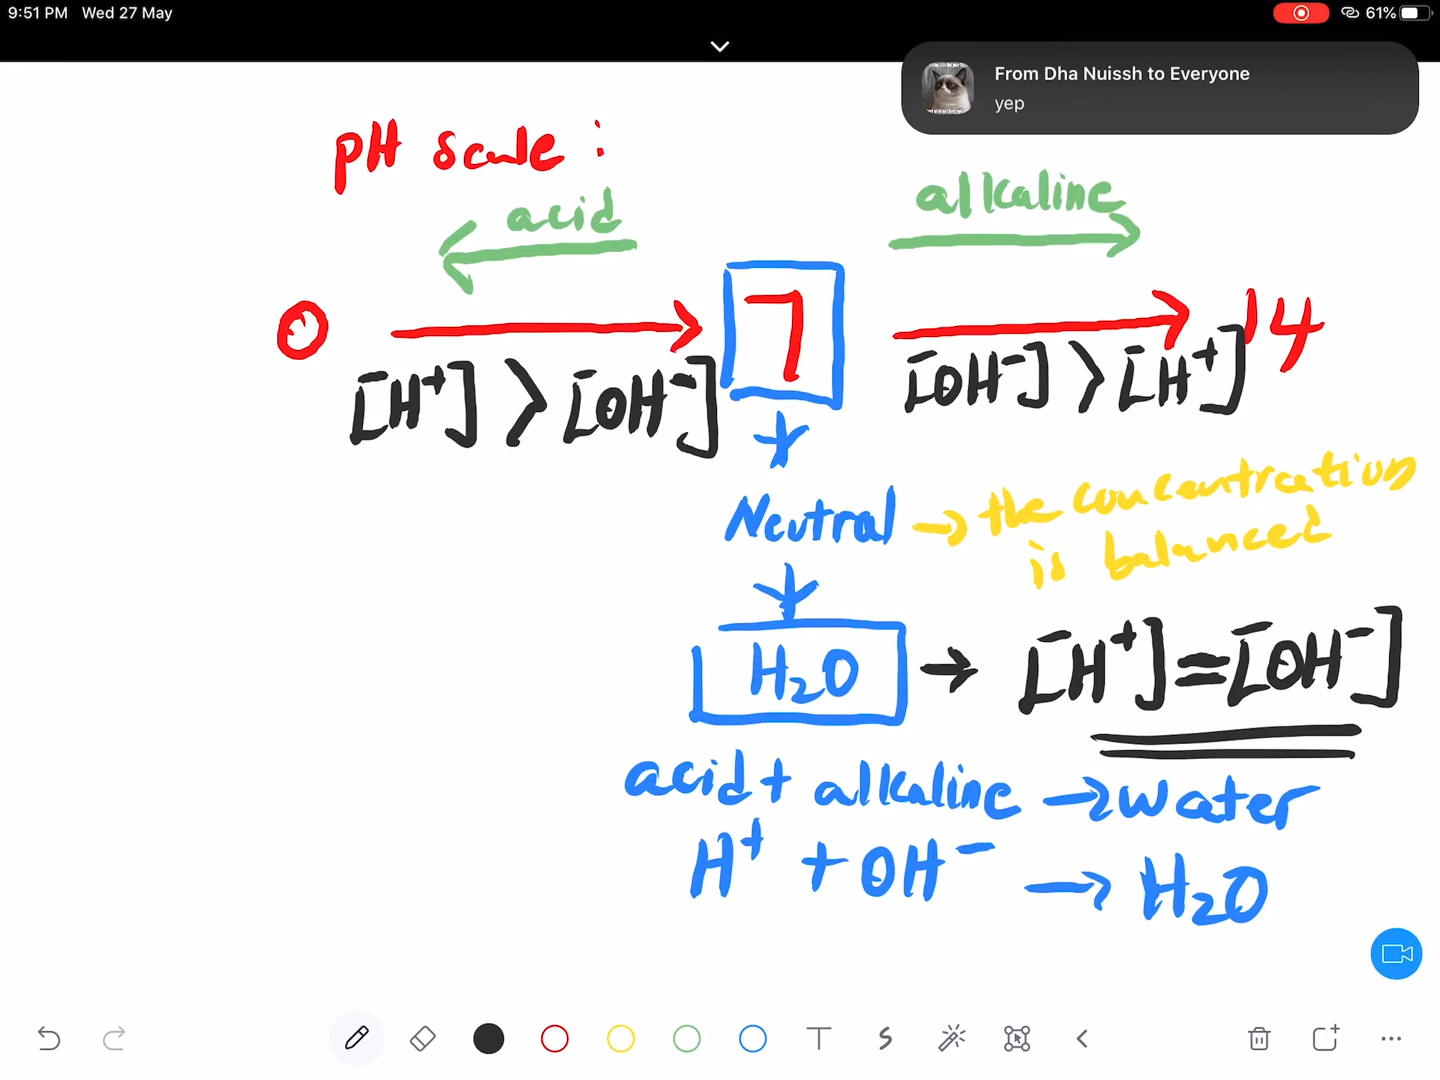 9:51 PM Wed 27 May
61%
From Dha Nuissh to Everyone
yep
pH scale :
acid
alkaline
0 → 7 → 14
[H⁺] > [OH⁻]
[OH⁻] > [H⁺]
Neutral → the concentration
is balanced
H₂O → [H⁺] = [OH⁻]
acid + alkaline → water
H⁺ + OH⁻ → H₂O
T